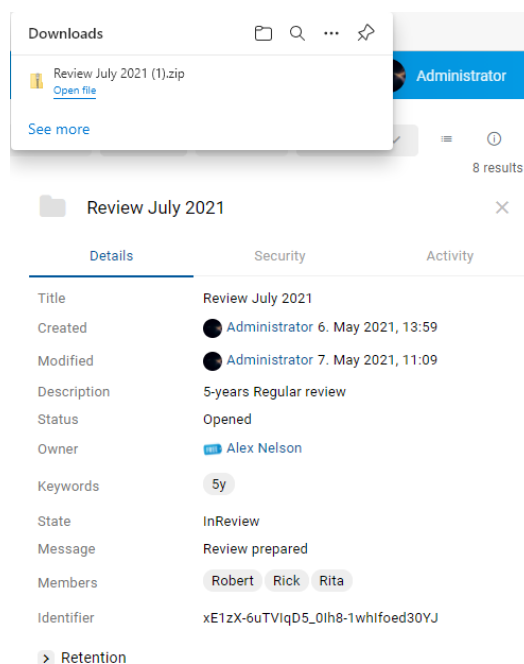 Downloads
Review July 2021 (1).zip
Open file
See more
Administrator
8 results
Review July 2021
Details Security Activity
Title Review July 2021
Created Administrator 6. May 2021, 13:59
Modified Administrator 7. May 2021, 11:09
Description 5-years Regular review
Status Opened
Owner Alex Nelson
Keywords 5y
State InReview
Message Review prepared
Members Robert Rick Rita
Identifier xE1zX-6uTVIqD5_0Ih8-1whIfoed30YJ
Retention